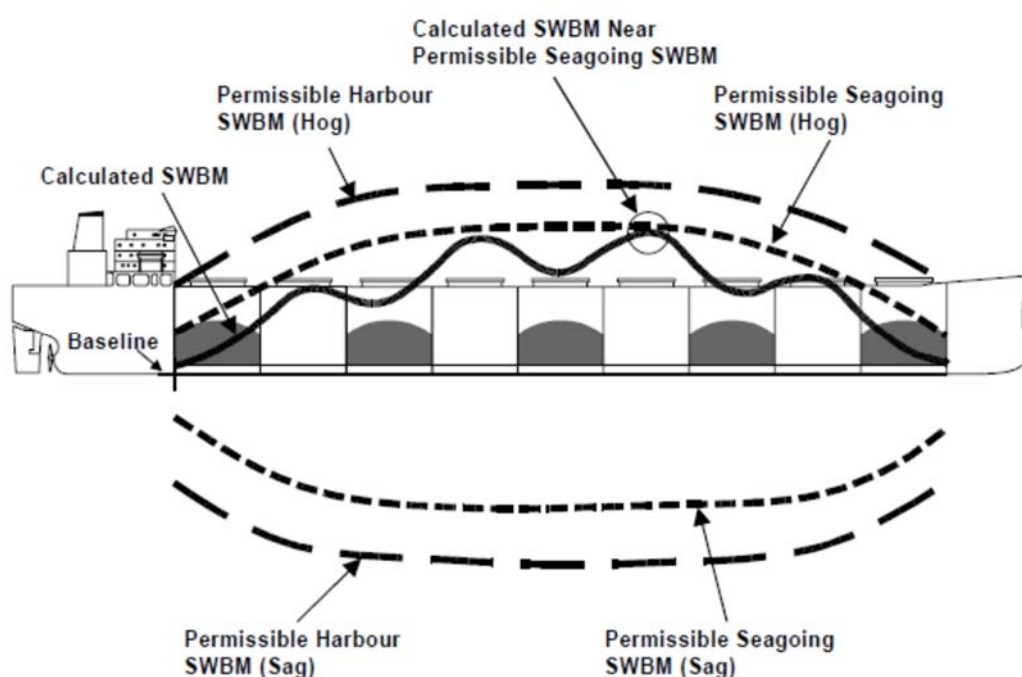 Calculated SWBM Near
Permissible Seagoing SWBM
Permissible Harbour
SWBM (Hog)
Permissible Seagoing
SWBM (Hog)
Calculated SWBM
Baseline
Permissible Harbour
SWBM (Sag)
Permissible Seagoing
SWBM (Sag)